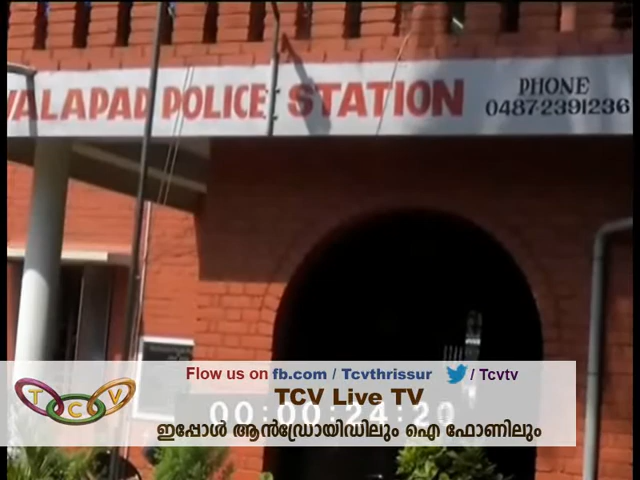 VALAPAD POLICE STATION
PHONE
0487-2391236
Flow us on fb.com / Tcvthrissur / Tcvtv
TCV
TCV Live TV
00:00:24:20
ഇപ്പോൾ ആൻഡ്രോയിഡിലും ഐ ഫോണിലും